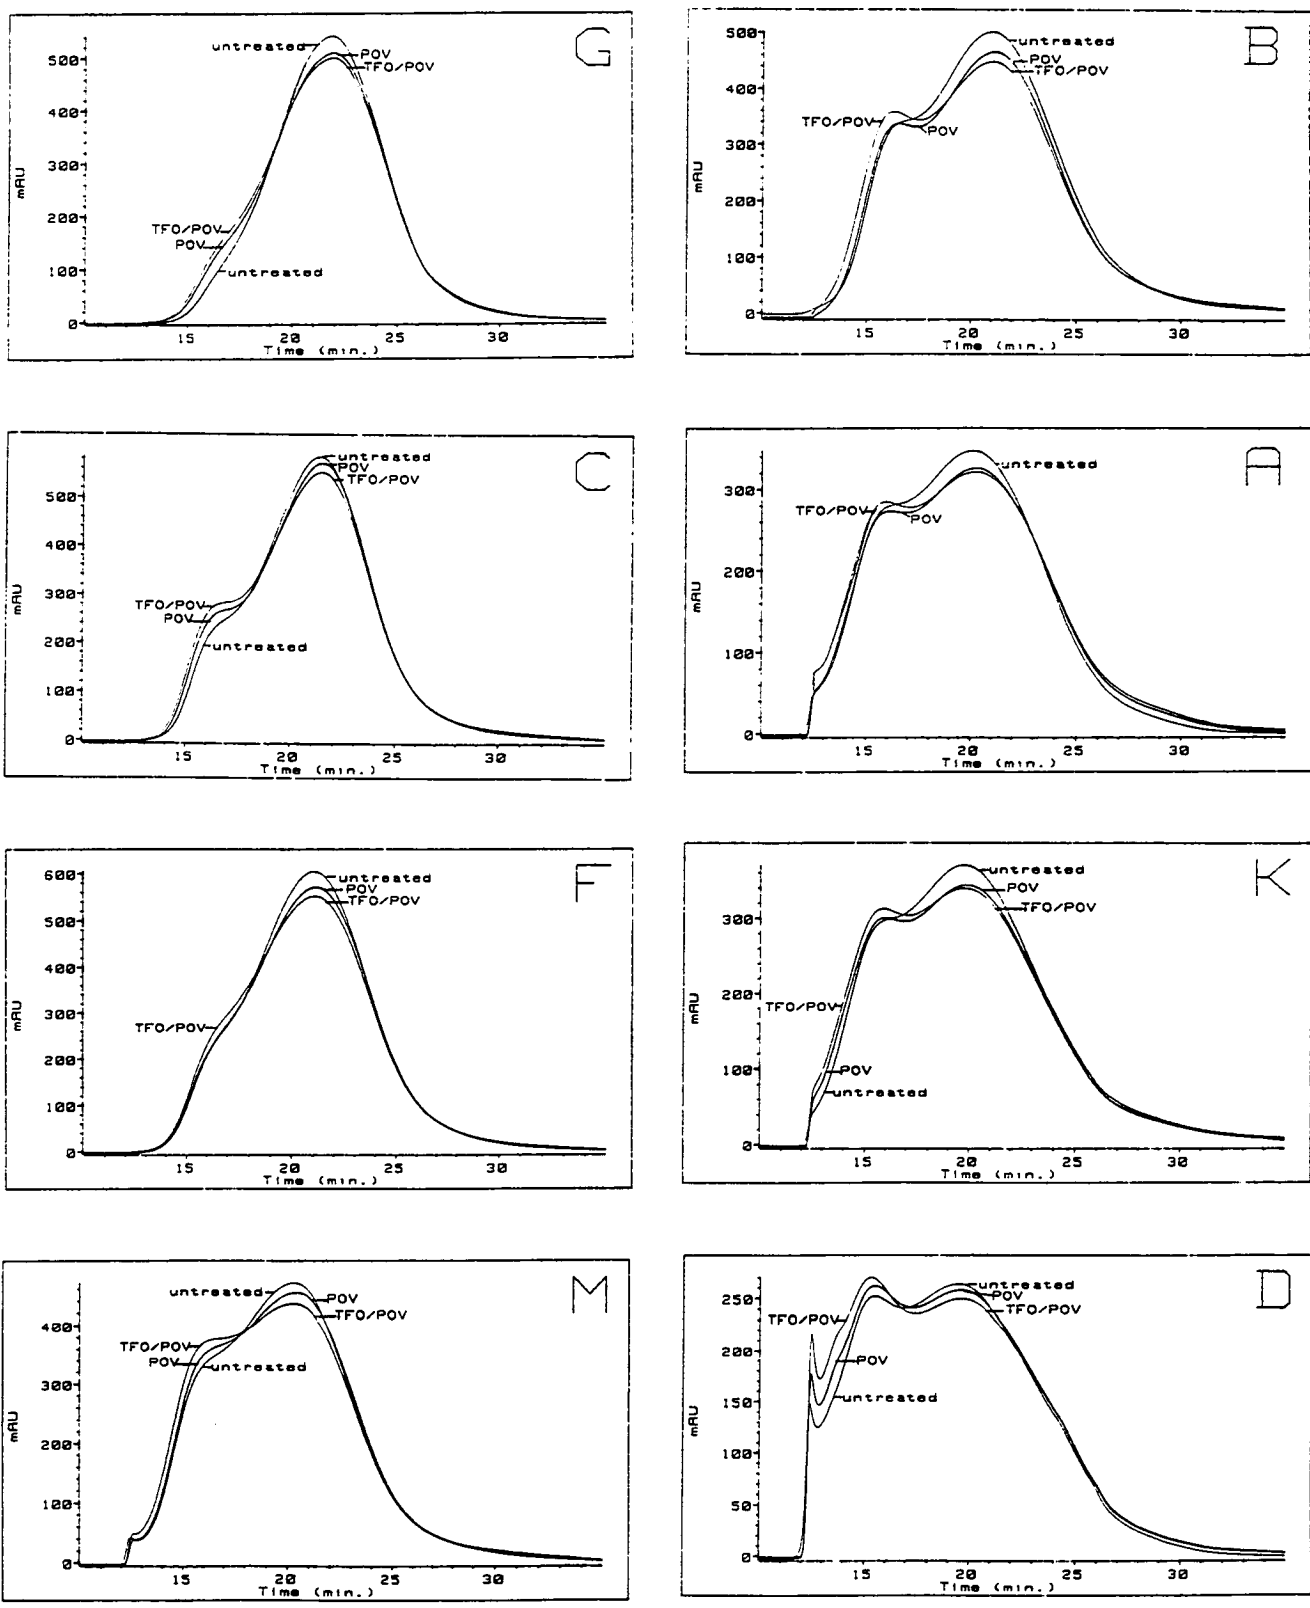 G
500
400
300
200
100
0
mAU
untreated
POV
TFO/POV
TFO/POV
POV
untreated
15 20 25 30
Time (min.)
B
500
400
300
200
100
0
mAU
untreated
POV
TFO/POV
TFO/POV
POV
15 20 25 30
Time (min.)
C
500
400
300
200
100
0
mAU
untreated
POV
TFO/POV
TFO/POV
POV
untreated
15 20 25 30
Time (min.)
A
300
200
100
0
mAU
untreated
TFO/POV
POV
15 20 25 30
Time (min.)
F
600
500
400
300
200
100
0
mAU
untreated
POV
TFO/POV
TFO/POV
15 20 25 30
Time (min.)
K
300
200
100
0
mAU
untreated
POV
TFO/POV
TFO/POV
POV
untreated
15 20 25 30
Time (min.)
M
400
300
200
100
0
mAU
untreated
POV
TFO/POV
TFO/POV
POV
untreated
15 20 25 30
Time (min.)
D
250
200
150
100
50
0
mAU
untreated
POV
TFO/POV
TFO/POV
POV
untreated
15 20 25 30
Time (min.)